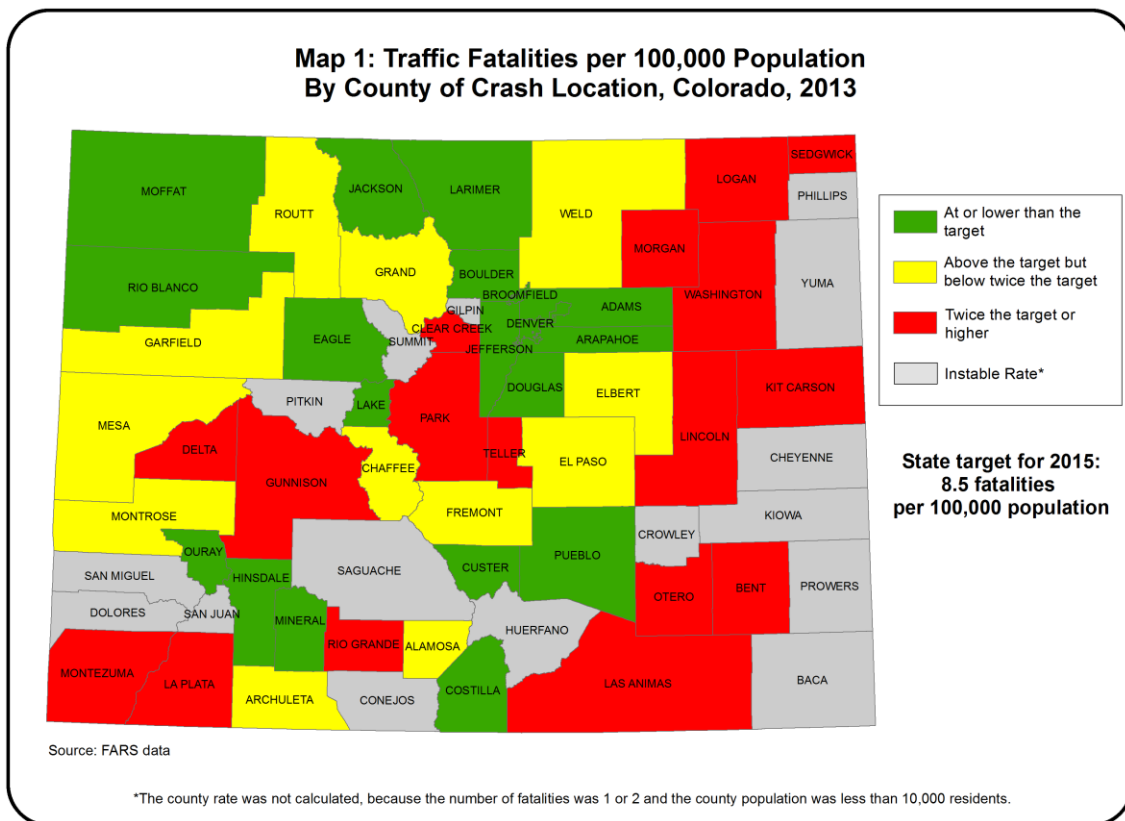 Map 1: Traffic Fatalities per 100,000 Population
By County of Crash Location, Colorado, 2013
SEDGWICK
LOGAN
PHILLIPS
MOFFAT
JACKSON
LARIMER
ROUTT
WELD
MORGAN
GRAND
BOULDER
RIO BLANCO
BROOMFIELD
WASHINGTON
YUMA
ADAMS
GILPIN
DENVER
CLEAR CREEK
GARFIELD
EAGLE
SUMMIT
JEFFERSON
ARAPAHOE
DOUGLAS
ELBERT
KIT CARSON
PITKIN
LAKE
PARK
LINCOLN
MESA
DELTA
TELLER
CHEYENNE
EL PASO
CHAFFEE
GUNNISON
MONTROSE
FREMONT
KIOWA
CROWLEY
OURAY
PUEBLO
SAN MIGUEL
HINSDALE
SAGUACHE
CUSTER
BENT
PROWERS
OTERO
DOLORES
SAN JUAN
MINERAL
HUERFANO
RIO GRANDE
ALAMOSA
MONTEZUMA
LA PLATA
LAS ANIMAS
BACA
COSTILLA
ARCHULETA
CONEJOS
At or lower than the
target
Above the target but
below twice the target
Twice the target or
higher
Instable Rate*
State target for 2015:
8.5 fatalities
per 100,000 population
Source: FARS data
*The county rate was not calculated, because the number of fatalities was 1 or 2 and the county population was less than 10,000 residents.